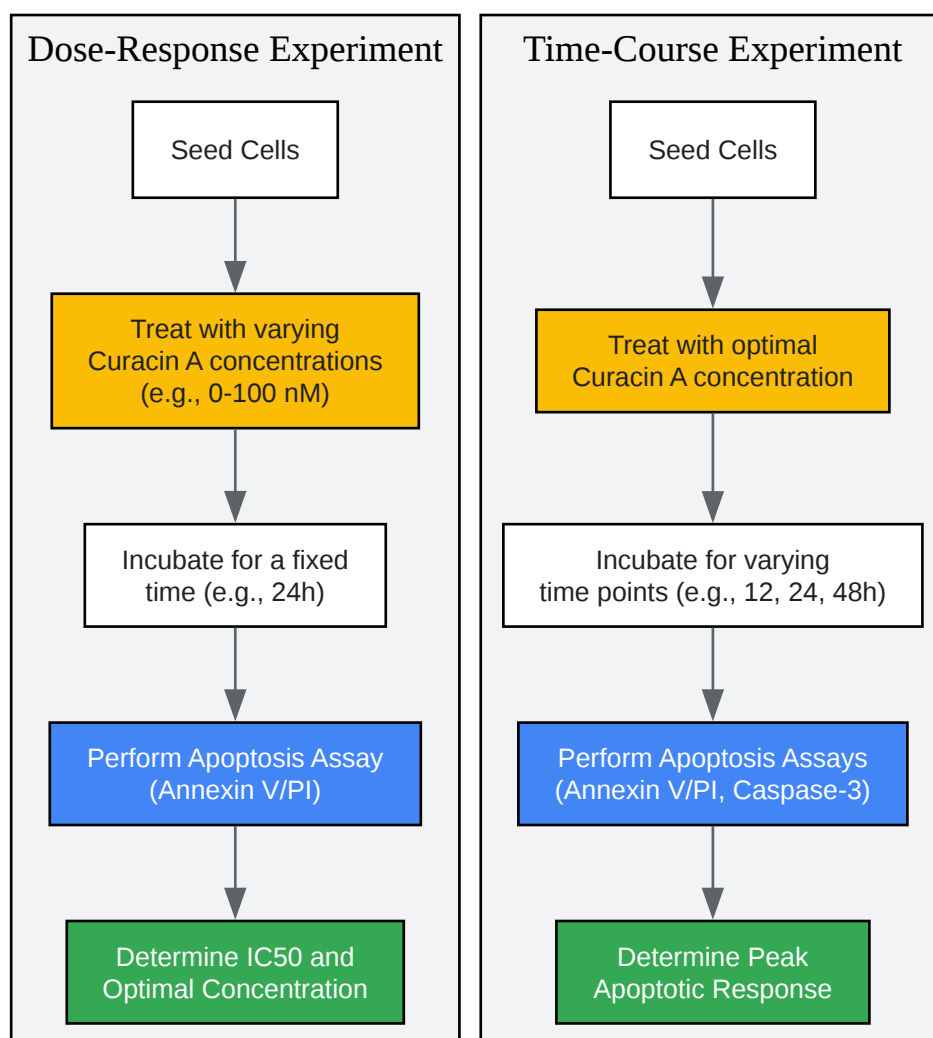 Dose-Response Experiment
Seed Cells
Treat with varying
Curacin A concentrations
(e.g., 0-100 nM)
Incubate for a fixed
time (e.g., 24h)
Perform Apoptosis Assay
(Annexin V/PI)
Determine IC50 and
Optimal Concentration
Time-Course Experiment
Seed Cells
Treat with optimal
Curacin A concentration
Incubate for varying
time points (e.g., 12, 24, 48h)
Perform Apoptosis Assays
(Annexin V/PI, Caspase-3)
Determine Peak
Apoptotic Response